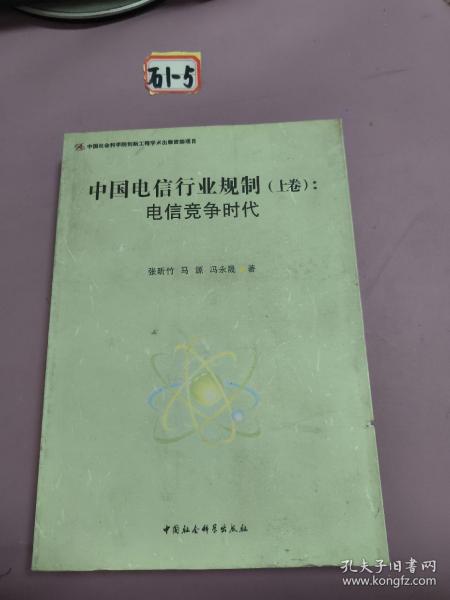 石1-5
中国社会科学院创新工程学术出版资助项目
中国电信行业规制（上卷）：
电信竞争时代
张昕竹 马源 冯永晟 著
中国社会科学出版社
孔夫子旧书网
www.kongfz.com